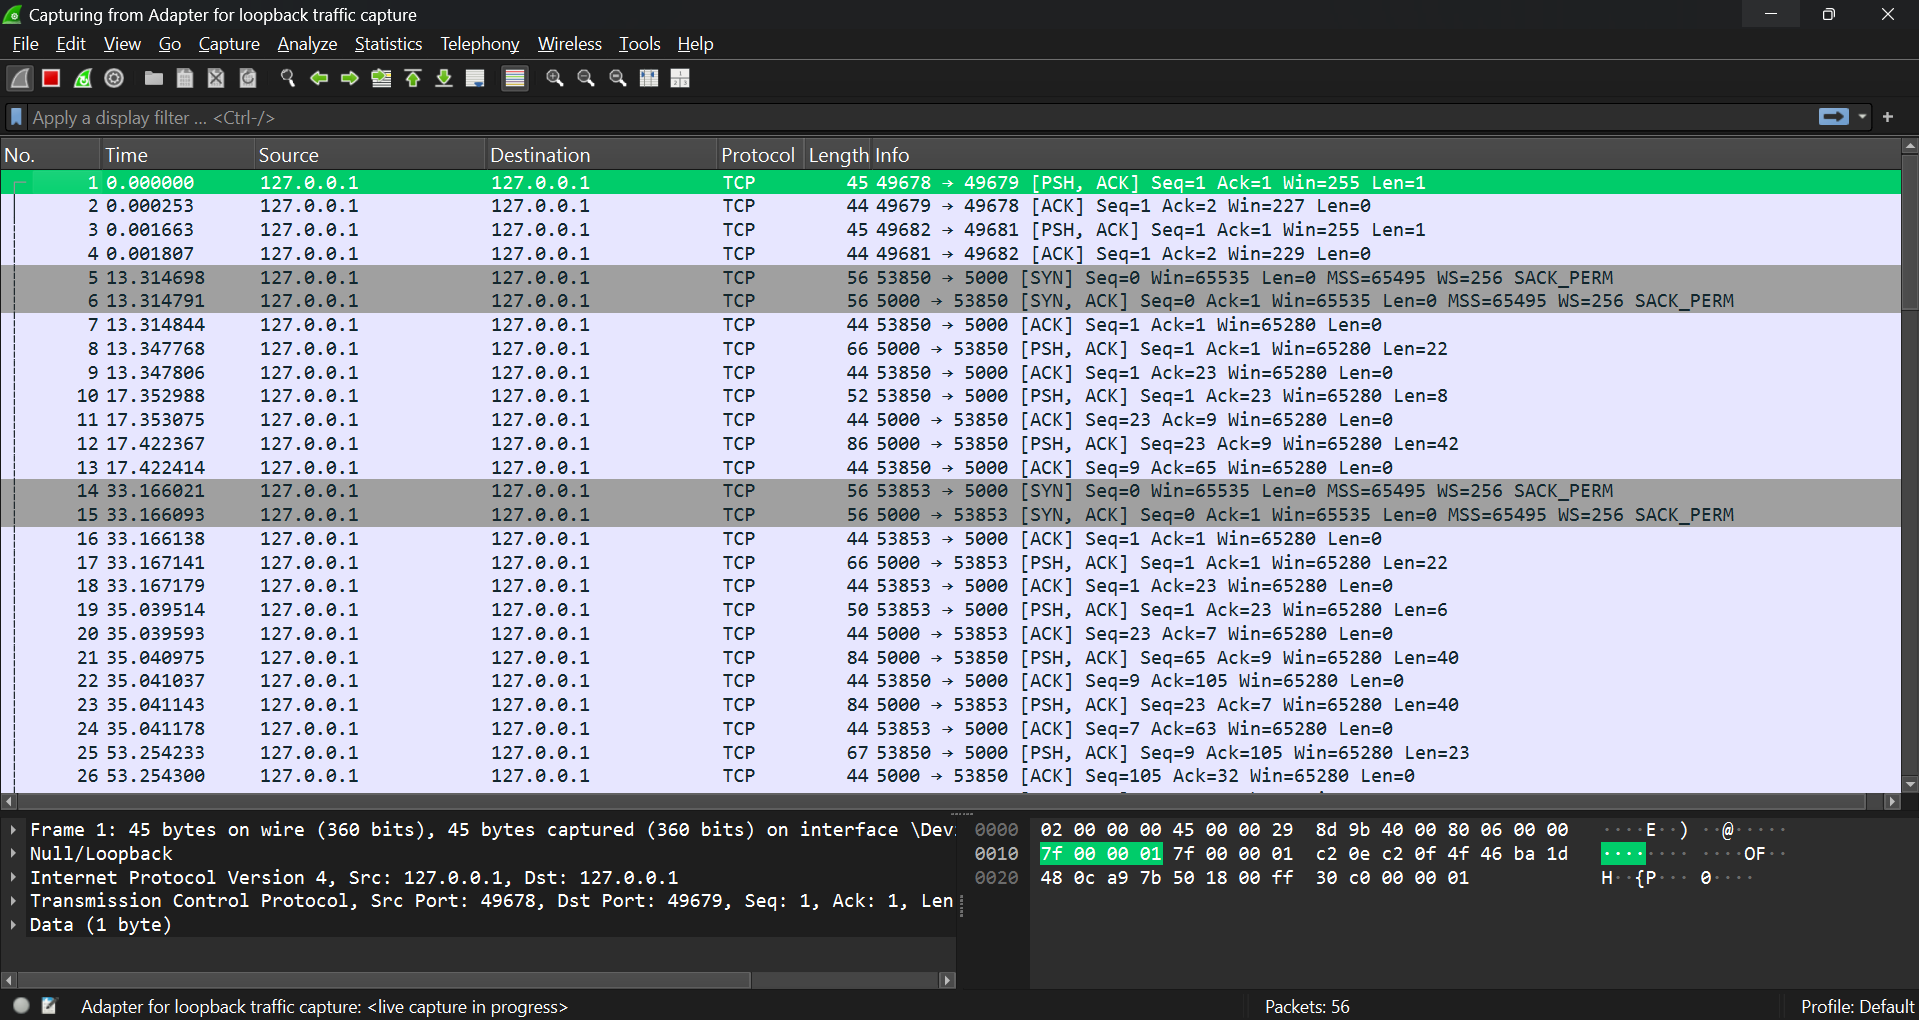 Capturing from Adapter for loopback traffic capture
File Edit View Go Capture Analyze Statistics Telephony Wireless Tools Help
Apply a display filter ... <Ctrl-/>
No. Time Source Destination Protocol Length Info
1 0.000000 127.0.0.1 127.0.0.1 TCP 45 49678 → 49679 [PSH, ACK] Seq=1 Ack=1 Win=255 Len=1
2 0.000253 127.0.0.1 127.0.0.1 TCP 44 49679 → 49678 [ACK] Seq=1 Ack=2 Win=227 Len=0
3 0.001663 127.0.0.1 127.0.0.1 TCP 45 49682 → 49681 [PSH, ACK] Seq=1 Ack=1 Win=255 Len=1
4 0.001807 127.0.0.1 127.0.0.1 TCP 44 49681 → 49682 [ACK] Seq=1 Ack=2 Win=229 Len=0
5 13.314698 127.0.0.1 127.0.0.1 TCP 56 53850 → 5000 [SYN] Seq=0 Win=65535 Len=0 MSS=65495 WS=256 SACK_PERM
6 13.314791 127.0.0.1 127.0.0.1 TCP 56 5000 → 53850 [SYN, ACK] Seq=0 Ack=1 Win=65535 Len=0 MSS=65495 WS=256 SACK_PERM
7 13.314844 127.0.0.1 127.0.0.1 TCP 44 53850 → 5000 [ACK] Seq=1 Ack=1 Win=65280 Len=0
8 13.347768 127.0.0.1 127.0.0.1 TCP 66 5000 → 53850 [PSH, ACK] Seq=1 Ack=1 Win=65280 Len=22
9 13.347806 127.0.0.1 127.0.0.1 TCP 44 53850 → 5000 [ACK] Seq=1 Ack=23 Win=65280 Len=0
10 17.352988 127.0.0.1 127.0.0.1 TCP 52 53850 → 5000 [PSH, ACK] Seq=1 Ack=23 Win=65280 Len=8
11 17.353075 127.0.0.1 127.0.0.1 TCP 44 5000 → 53850 [ACK] Seq=23 Ack=9 Win=65280 Len=0
12 17.422367 127.0.0.1 127.0.0.1 TCP 86 5000 → 53850 [PSH, ACK] Seq=23 Ack=9 Win=65280 Len=42
13 17.422414 127.0.0.1 127.0.0.1 TCP 44 53850 → 5000 [ACK] Seq=9 Ack=65 Win=65280 Len=0
14 33.166021 127.0.0.1 127.0.0.1 TCP 56 53853 → 5000 [SYN] Seq=0 Win=65535 Len=0 MSS=65495 WS=256 SACK_PERM
15 33.166093 127.0.0.1 127.0.0.1 TCP 56 5000 → 53853 [SYN, ACK] Seq=0 Ack=1 Win=65535 Len=0 MSS=65495 WS=256 SACK_PERM
16 33.166138 127.0.0.1 127.0.0.1 TCP 44 53853 → 5000 [ACK] Seq=1 Ack=1 Win=65280 Len=0
17 33.167141 127.0.0.1 127.0.0.1 TCP 66 5000 → 53853 [PSH, ACK] Seq=1 Ack=1 Win=65280 Len=22
18 33.167179 127.0.0.1 127.0.0.1 TCP 44 53853 → 5000 [ACK] Seq=1 Ack=23 Win=65280 Len=0
19 35.039514 127.0.0.1 127.0.0.1 TCP 50 53853 → 5000 [PSH, ACK] Seq=1 Ack=23 Win=65280 Len=6
20 35.039593 127.0.0.1 127.0.0.1 TCP 44 5000 → 53853 [ACK] Seq=23 Ack=7 Win=65280 Len=0
21 35.040975 127.0.0.1 127.0.0.1 TCP 84 5000 → 53850 [PSH, ACK] Seq=65 Ack=9 Win=65280 Len=40
22 35.041037 127.0.0.1 127.0.0.1 TCP 44 53850 → 5000 [ACK] Seq=9 Ack=105 Win=65280 Len=0
23 35.041143 127.0.0.1 127.0.0.1 TCP 84 5000 → 53853 [PSH, ACK] Seq=23 Ack=7 Win=65280 Len=40
24 35.041178 127.0.0.1 127.0.0.1 TCP 44 53853 → 5000 [ACK] Seq=7 Ack=63 Win=65280 Len=0
25 53.254233 127.0.0.1 127.0.0.1 TCP 67 53850 → 5000 [PSH, ACK] Seq=9 Ack=105 Win=65280 Len=23
26 53.254300 127.0.0.1 127.0.0.1 TCP 44 5000 → 53850 [ACK] Seq=105 Ack=32 Win=65280 Len=0
Frame 1: 45 bytes on wire (360 bits), 45 bytes captured (360 bits) on interface \Dev
Null/Loopback
Internet Protocol Version 4, Src: 127.0.0.1, Dst: 127.0.0.1
Transmission Control Protocol, Src Port: 49678, Dst Port: 49679, Seq: 1, Ack: 1, Len
Data (1 byte)
0000 02 00 00 00 45 00 00 29 8d 9b 40 00 80 06 00 00 ····E··) ··@·····
0010 7f 00 00 01 7f 00 00 01 c2 0e c2 0f 4f 46 ba 1d ········ ····OF··
0020 48 0c a9 7b 50 18 00 ff 30 c0 00 00 01 H··{P··· 0····
Adapter for loopback traffic capture: <live capture in progress>
Packets: 56
Profile: Default